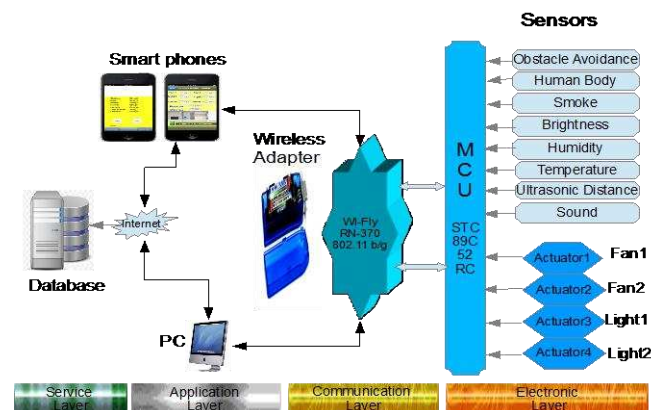 Sensors
Smart phones
Obstacle Avoidance
Human Body
Smoke
Brightness
Humidity
Temperature
Ultrasonic Distance
Sound
Wireless
Adapter
M
C
U
STC
89C
52
RC
WI-Fly
RN-370
802.11 b/g
Internet
Database
PC
Actuator1
Fan1
Actuator2
Fan2
Actuator3
Light1
Actuator4
Light2
Service
Layer
Application
Layer
Communication
Layer
Electronic
Layer